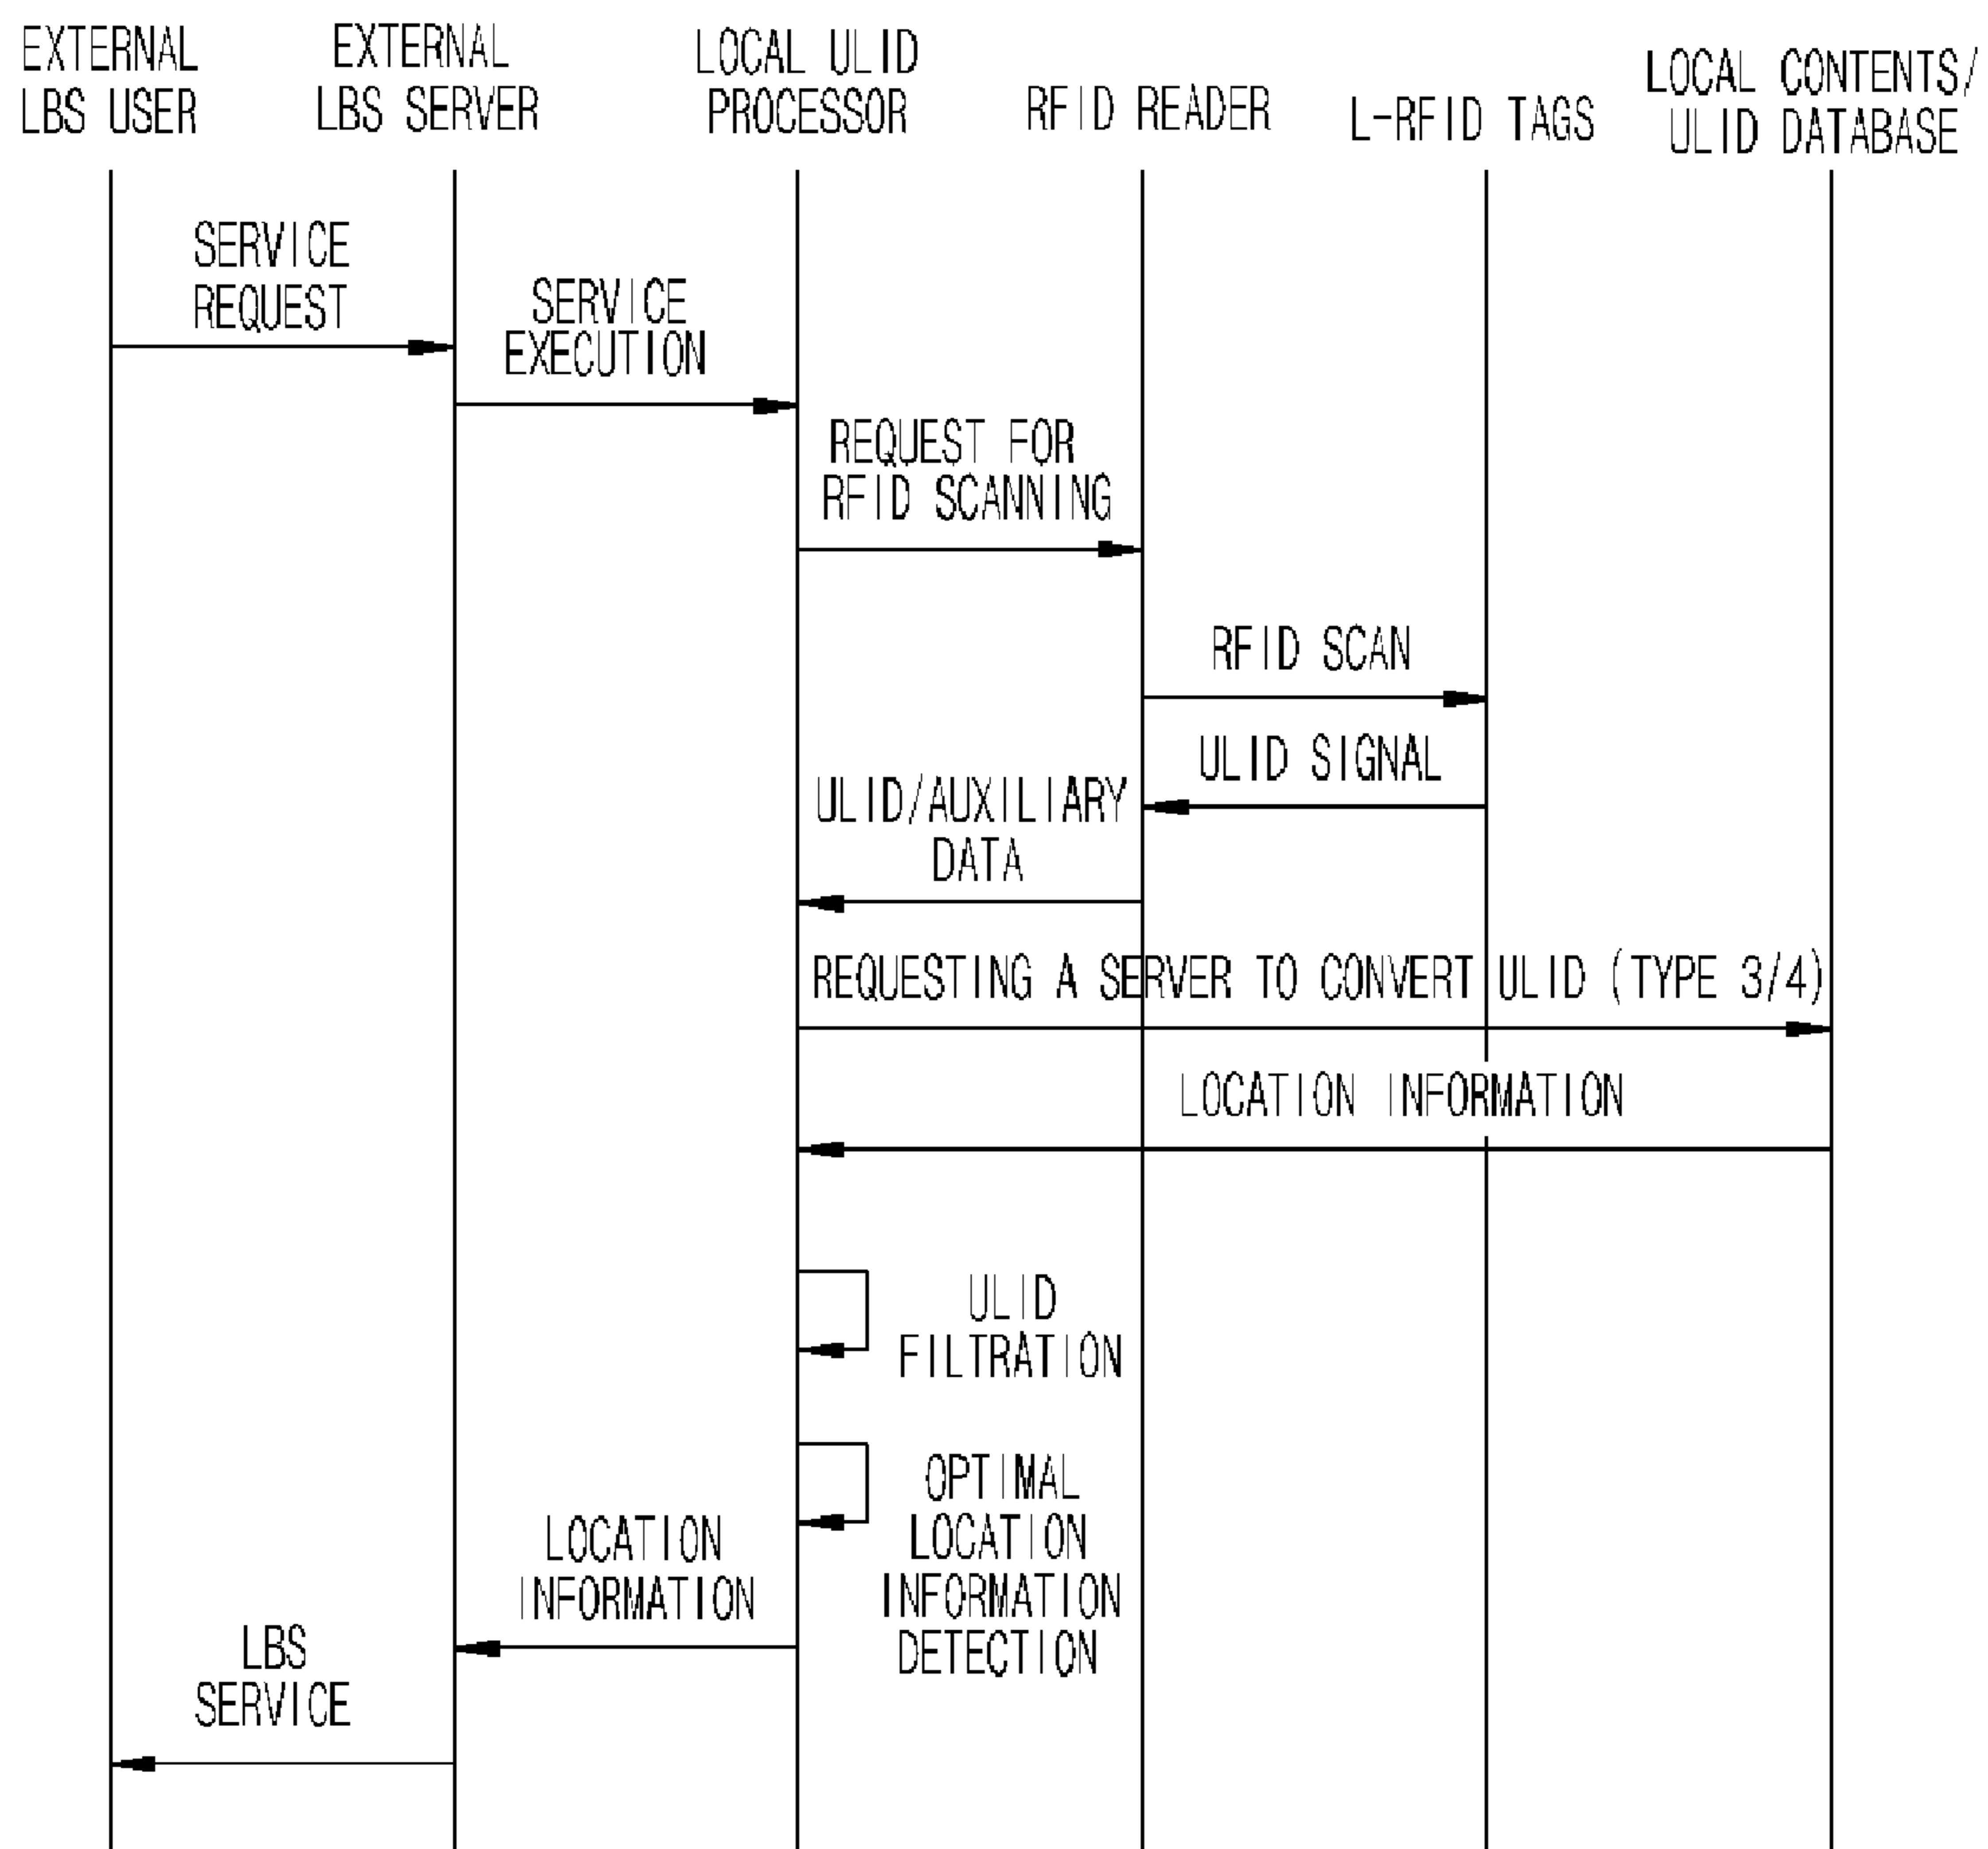 EXTERNAL
LBS USER
EXTERNAL
LBS SERVER
LOCAL ULID
PROCESSOR
RFID READER
L-RFID TAGS
LOCAL CONTENTS/
ULID DATABASE
SERVICE
REQUEST
SERVICE
EXECUTION
REQUEST FOR
RFID SCANNING
RFID SCAN
ULID SIGNAL
ULID/AUXILIARY
DATA
REQUESTING A SERVER TO CONVERT ULID (TYPE 3/4)
LOCATION INFORMATION
ULID
FILTRATION
OPTIMAL
LOCATION
INFORMATION
DETECTION
LOCATION
INFORMATION
LBS
SERVICE